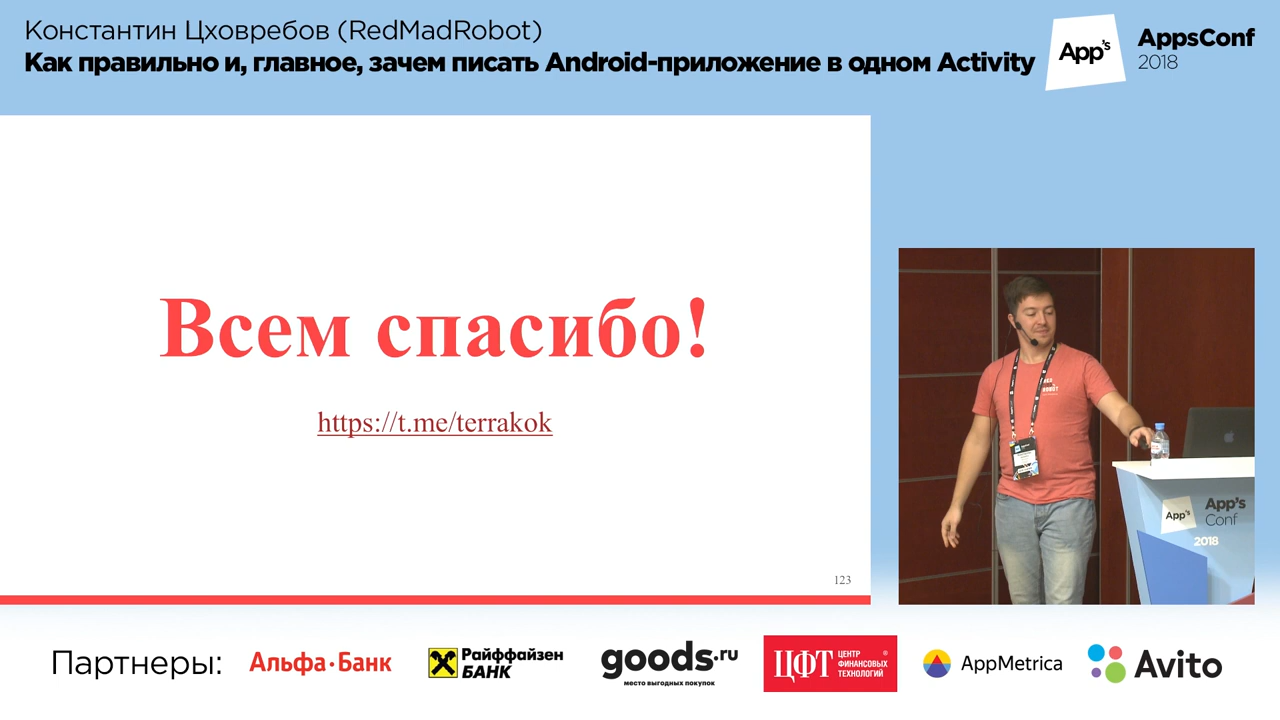 Константин Цховребов (RedMadRobot)
Как правильно и, главное, зачем писать Android-приложение в одном Activity
App's
AppsConf
2018
Всем спасибо!
https://t.me/terrakok
123
App's
App's
Conf
2018
Партнеры:
Альфа·Банк
Райффайзен
БАНК
goods.ru
место выгодных покупок
ЦФТ
ЦЕНТР
ФИНАНСОВЫХ
ТЕХНОЛОГИЙ
®
AppMetrica
Avito